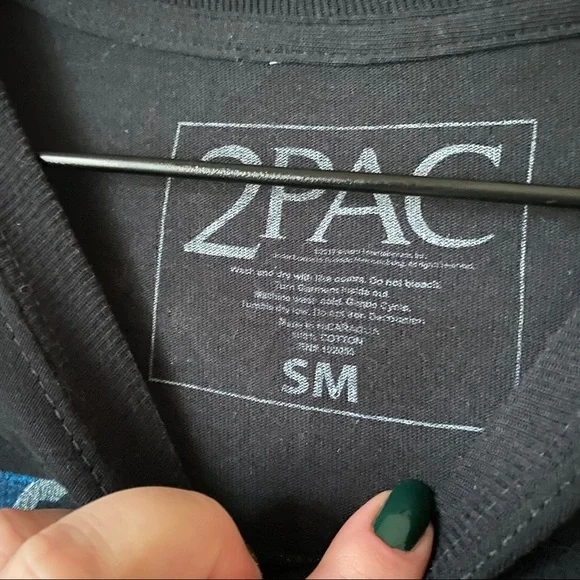 2PAC
Wash and dry with like colors. Do not bleach.
Turn Garment Inside out.
Machine wash cold. Gentle Cycle.
Tumble dry low. Do not Iron Decoration.
Made in NICARAGUA
100% COTTON
RN#
SM